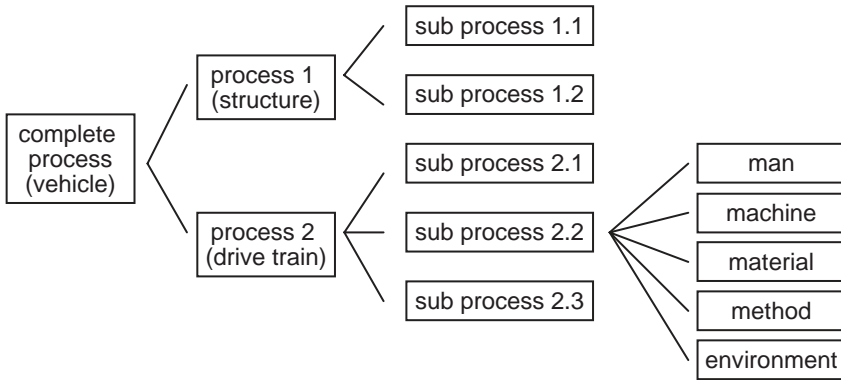 complete
process
(vehicle)
process 1
(structure)
process 2
(drive train)
sub process 1.1
sub process 1.2
sub process 2.1
sub process 2.2
sub process 2.3
man
machine
material
method
environment